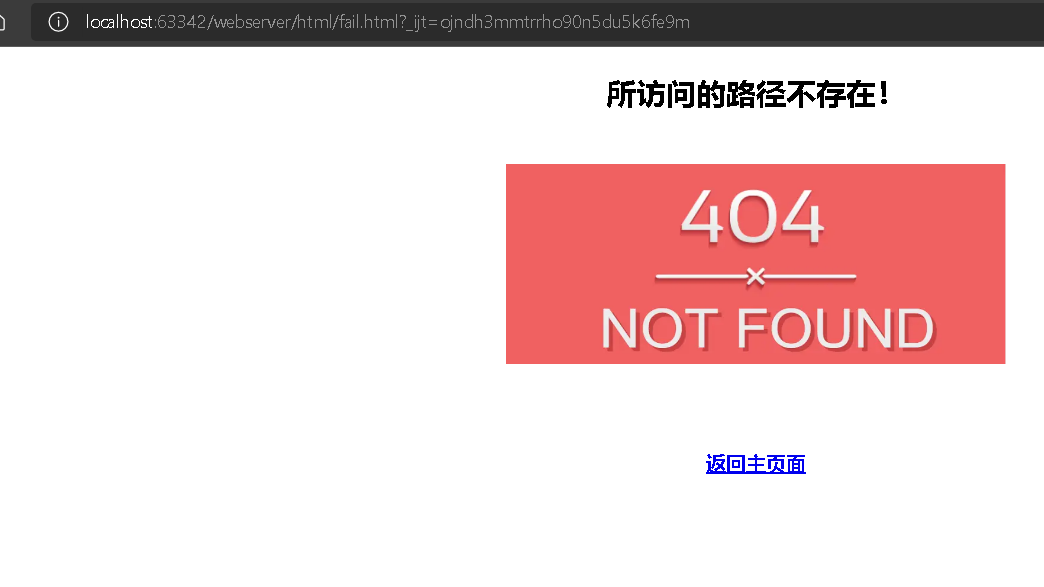 localhost:63342/webserver/html/fail.html?_ijt=ojndh3mmtrrho90n5du5k6fe9m
所访问的路径不存在！
404
NOT FOUND
返回主页面